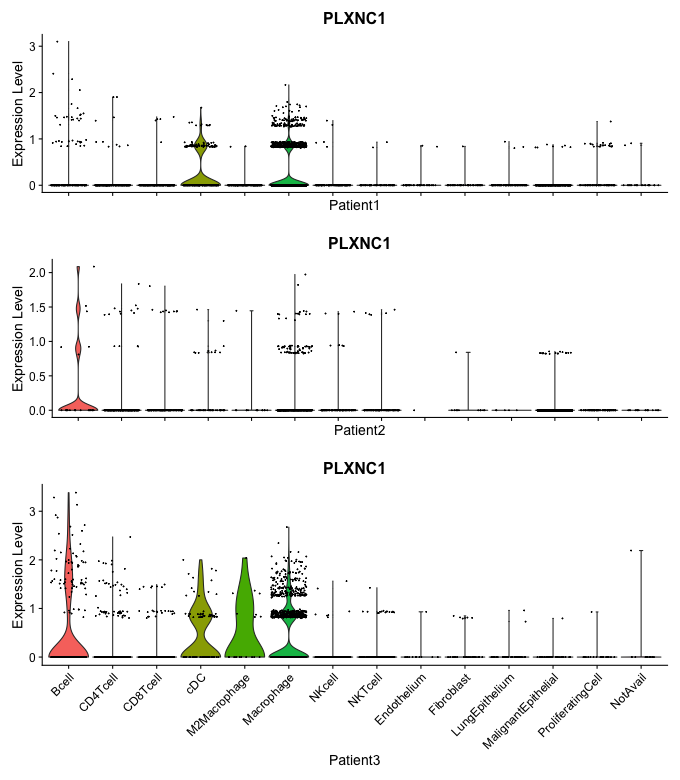 PLXNC1
Expression Level
3
2
1
0
Patient1
PLXNC1
Expression Level
2.0
1.5
1.0
0.5
0.0
Patient2
PLXNC1
Expression Level
3
2
1
0
Bcell
CD4Tcell
CD8Tcell
cDC
M2Macrophage
Macrophage
NKcell
NKTcell
Endothelium
Fibroblast
LungEpithelium
MalignantEpithelial
ProliferatingCell
NotAvail
Patient3